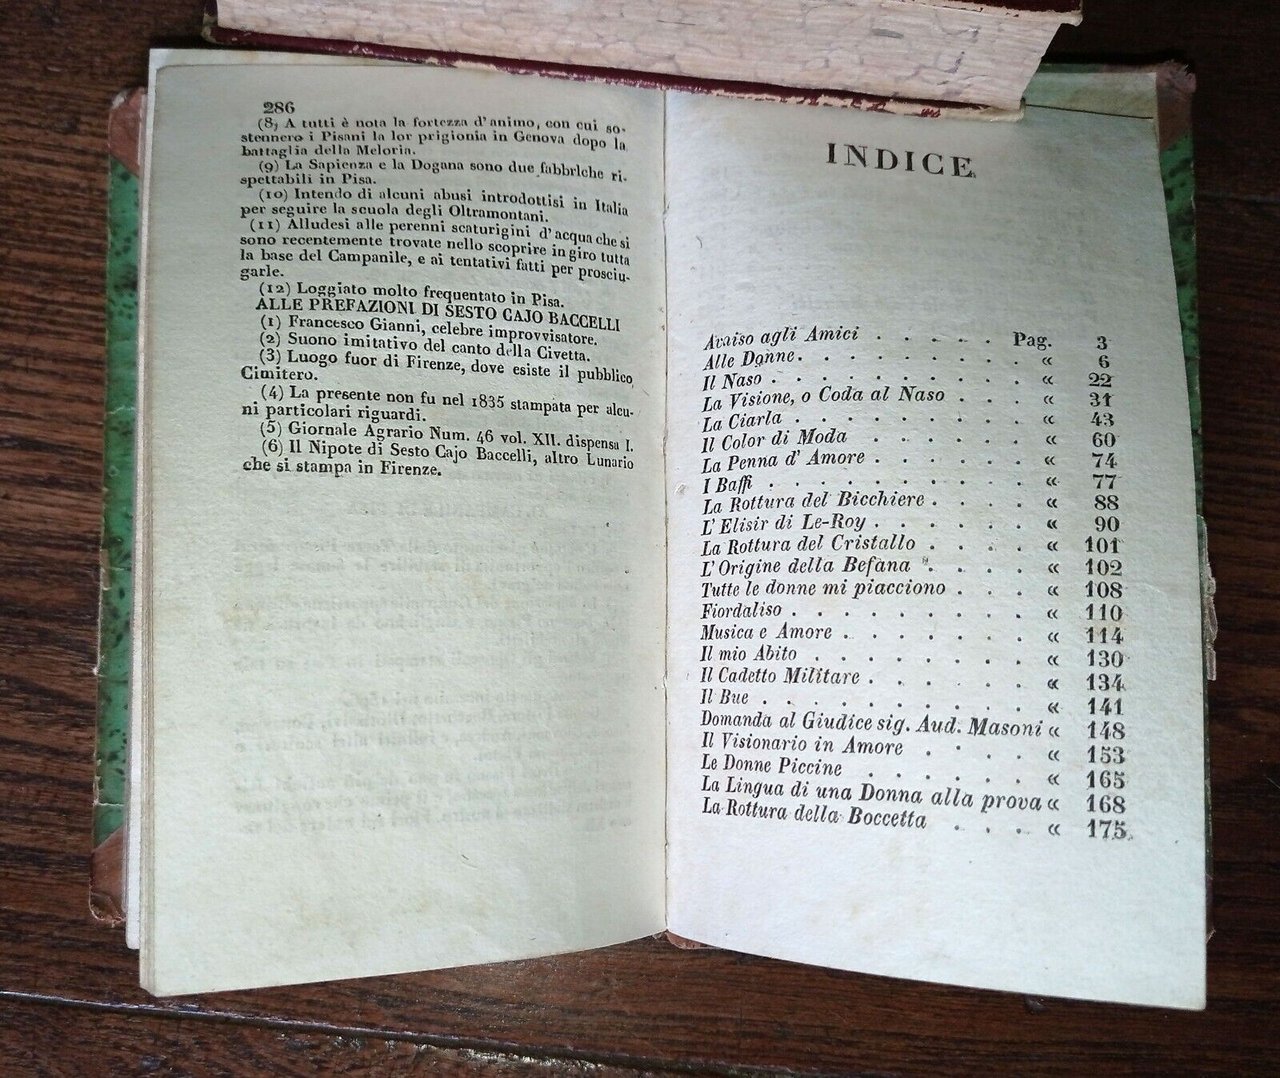 286
(8) A tutti è nota la fortezza d'animo, con cui so-
stennero i Pisani la lor prigionia in Genova dopo la
battaglia della Meloria.
(9) La Sapienza e la Dogana sono due fabbriche ri-
spettabili in Pisa.
(10) Intendo di alcuni abusi introdottisi in Italia
per seguire la scuola degli Oltramontani.
(11) Alludesi alle perenni scaturigini d'acqua che si
sono recentemente trovate nello scoprire in giro tutta
la base del Campanile, e ai tentativi fatti per prosciu-
garle.
(12) Loggiato molto frequentato in Pisa.
ALLE PREFAZIONI DI SESTO CAJO BACCELLI
(1) Francesco Gianni, celebre improvvisatore.
(2) Suono imitativo del canto della Civetta.
(3) Luogo fuor di Firenze, dove esiste il pubblico
Cimitero.
(4) La presente non fu nel 1835 stampata per alcu-
ni particolari riguardi.
(5) Giornale Agrario Num. 46 vol. XII. dispensa I.
(6) Il Nipote di Sesto Cajo Baccelli, altro Lunario
che si stampa in Firenze.
INDICE
Avviso agli Amici . . . . . Pag. 3
Alle Donne. . . . . . . . . « 6
Il Naso . . . . . . . . . . « 22
La Visione, o Coda al Naso . . . « 31
La Ciarla . . . . . . . . . « 43
Il Color di Moda . . . . . . « 60
La Penna d'Amore . . . . . . « 74
I Baffi . . . . . . . . . . « 77
La Rottura del Bicchiere . . . . « 88
L'Elisir di Le-Roy . . . . . . « 90
La Rottura del Cristallo . . . . « 101
L'Origine della Befana . . . . « 102
Tutte le donne mi piacciono . . . « 108
Fiordaliso . . . . . . . . . « 110
Musica e Amore . . . . . . . « 114
Il mio Abito . . . . . . . . « 130
Il Cadetto Militare . . . . . . « 134
Il Bue . . . . . . . . . . « 141
Domanda al Giudice sig. Aud. Masoni « 148
Il Visionario in Amore . . . . « 153
Le Donne Piccine . . . . . . « 165
La Lingua di una Donna alla prova « 168
La Rottura della Boccetta . . . . « 175